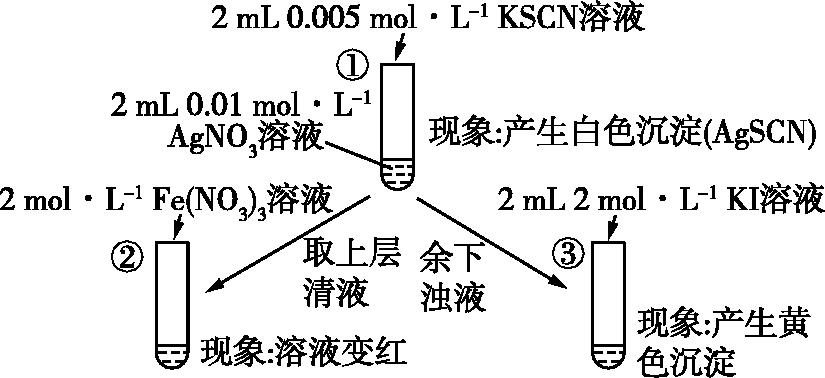 2 mL 0.005 mol·L⁻¹ KSCN溶液
①
2 mL 0.01 mol·L⁻¹
AgNO₃溶液
现象:产生白色沉淀(AgSCN)
2 mol·L⁻¹ Fe(NO₃)₃溶液
2 mL 2 mol·L⁻¹ KI溶液
②
取上层
清液
余下
浊液
③
现象:溶液变红
现象:产生黄
色沉淀